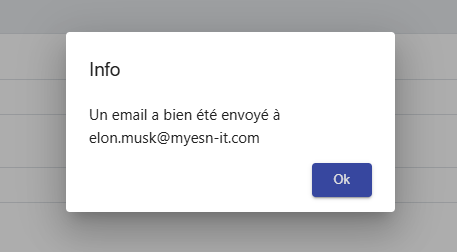 Info
Un email a bien été envoyé à
elon.musk@myesn-it.com
Ok